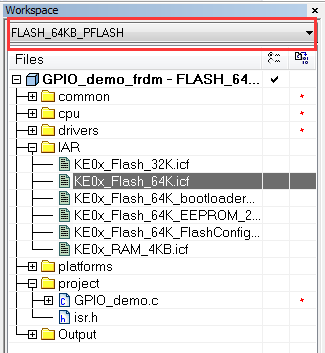 Workspace
FLASH_64KB_PFLASH
Files
GPIO_demo_frdm - FLASH_64...
common
cpu
drivers
IAR
KE0x_Flash_32K.icf
KE0x_Flash_64K.icf
KE0x_Flash_64K_bootloader...
KE0x_Flash_64K_EEPROM_2...
KE0x_Flash_64K_FlashConfig...
KE0x_RAM_4KB.icf
platforms
project
GPIO_demo.c
isr.h
Output